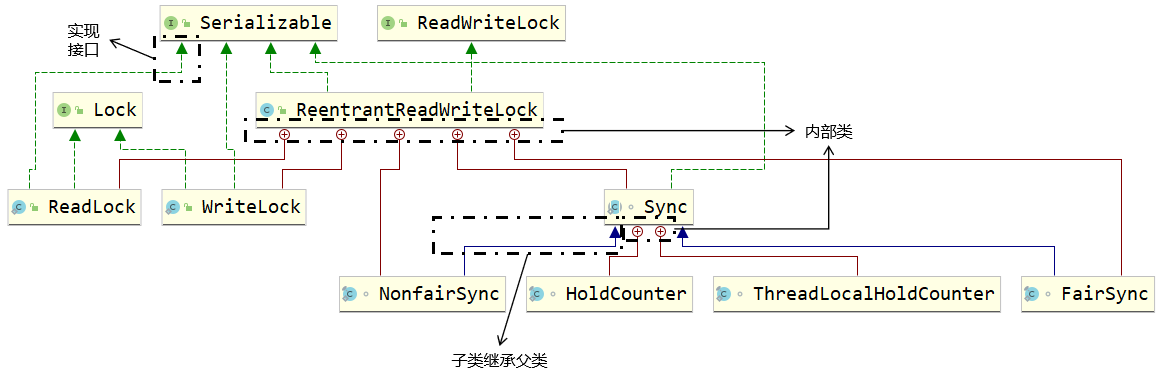 Serializable
ReadWriteLock
实现
接口
Lock
ReentrantReadWriteLock
内部类
ReadLock
WriteLock
Sync
NonfairSync
HoldCounter
ThreadLocalHoldCounter
FairSync
子类继承父类